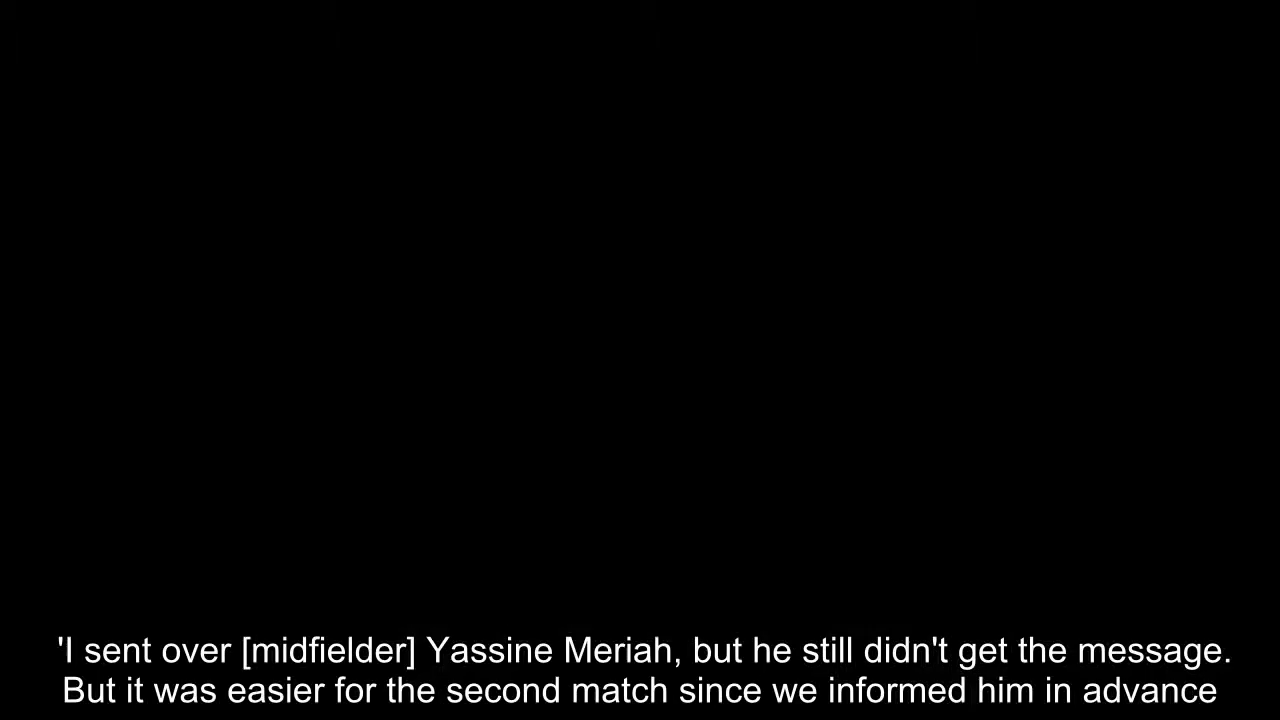 'I sent over [midfielder] Yassine Meriah, but he still didn't get the message.
But it was easier for the second match since we informed him in advance